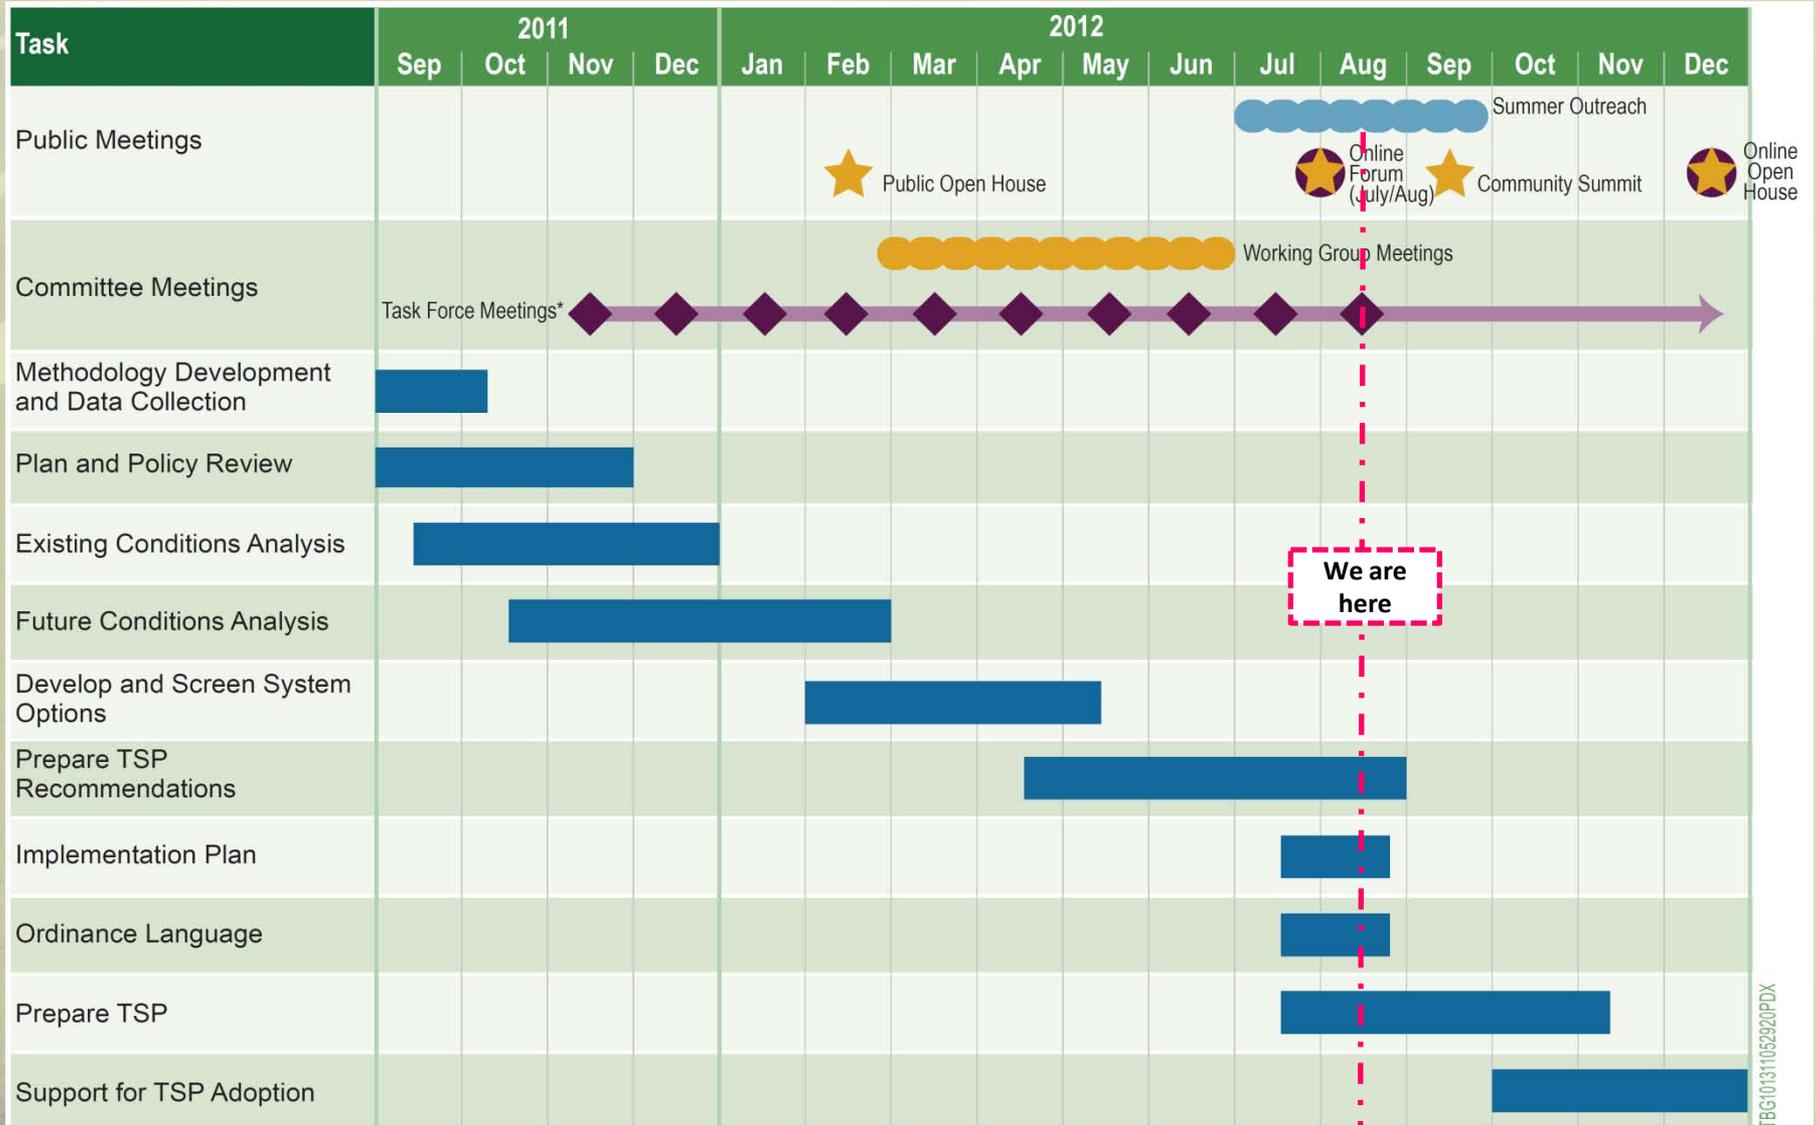 Task
2011
2012
Sep Oct Nov Dec Jan Feb Mar Apr May Jun Jul Aug Sep Oct Nov Dec
Public Meetings
Summer Outreach
Public Open House
Online
Forum
(July/Aug)
Community Summit
Online
Open
House
Committee Meetings
Working Group Meetings
Task Force Meetings*
Methodology Development
and Data Collection
Plan and Policy Review
Existing Conditions Analysis
We are
here
Future Conditions Analysis
Develop and Screen System
Options
Prepare TSP
Recommendations
Implementation Plan
Ordinance Language
Prepare TSP
Support for TSP Adoption
TBG101311052920PDX